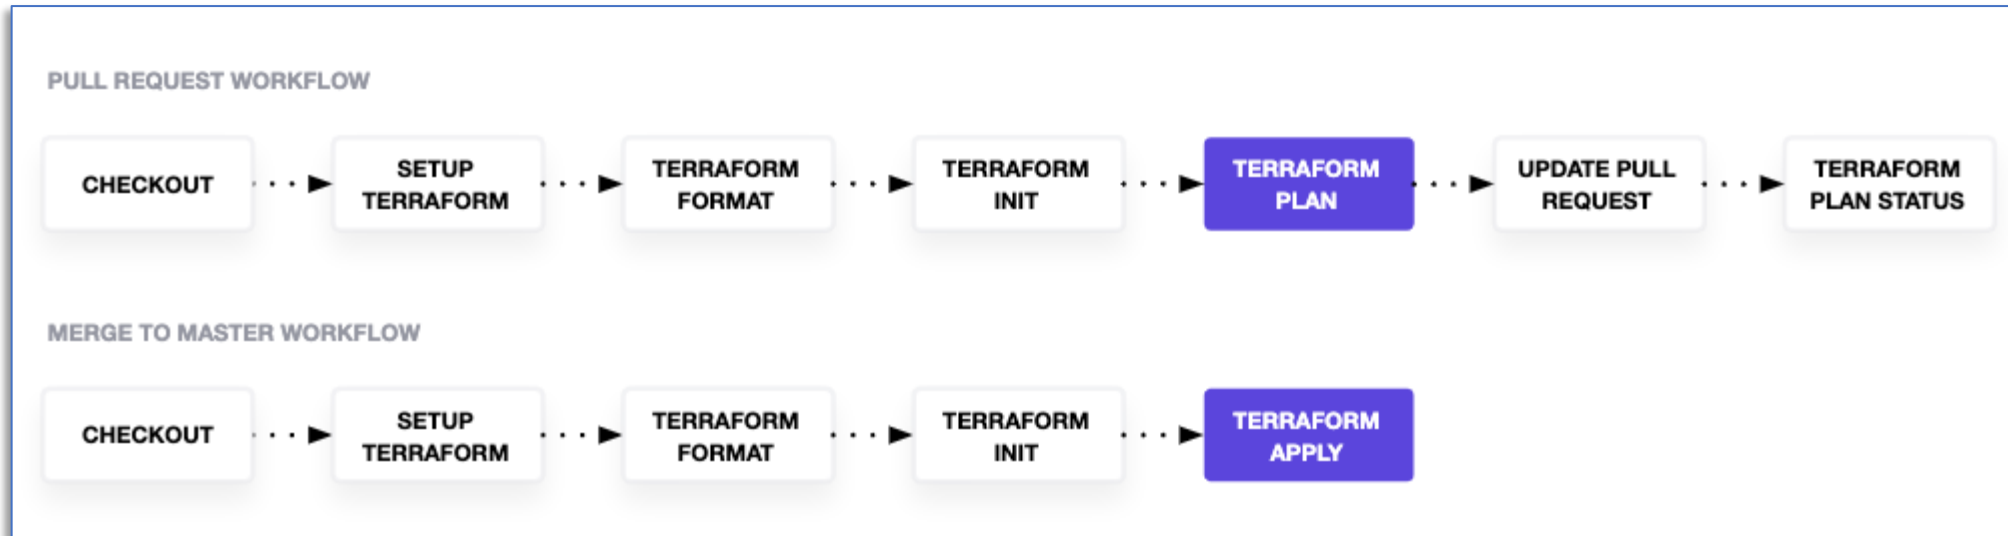 PULL REQUEST WORKFLOW
CHECKOUT
SETUP
TERRAFORM
TERRAFORM
FORMAT
TERRAFORM
INIT
TERRAFORM
PLAN
UPDATE PULL
REQUEST
TERRAFORM
PLAN STATUS
MERGE TO MASTER WORKFLOW
CHECKOUT
SETUP
TERRAFORM
TERRAFORM
FORMAT
TERRAFORM
INIT
TERRAFORM
APPLY